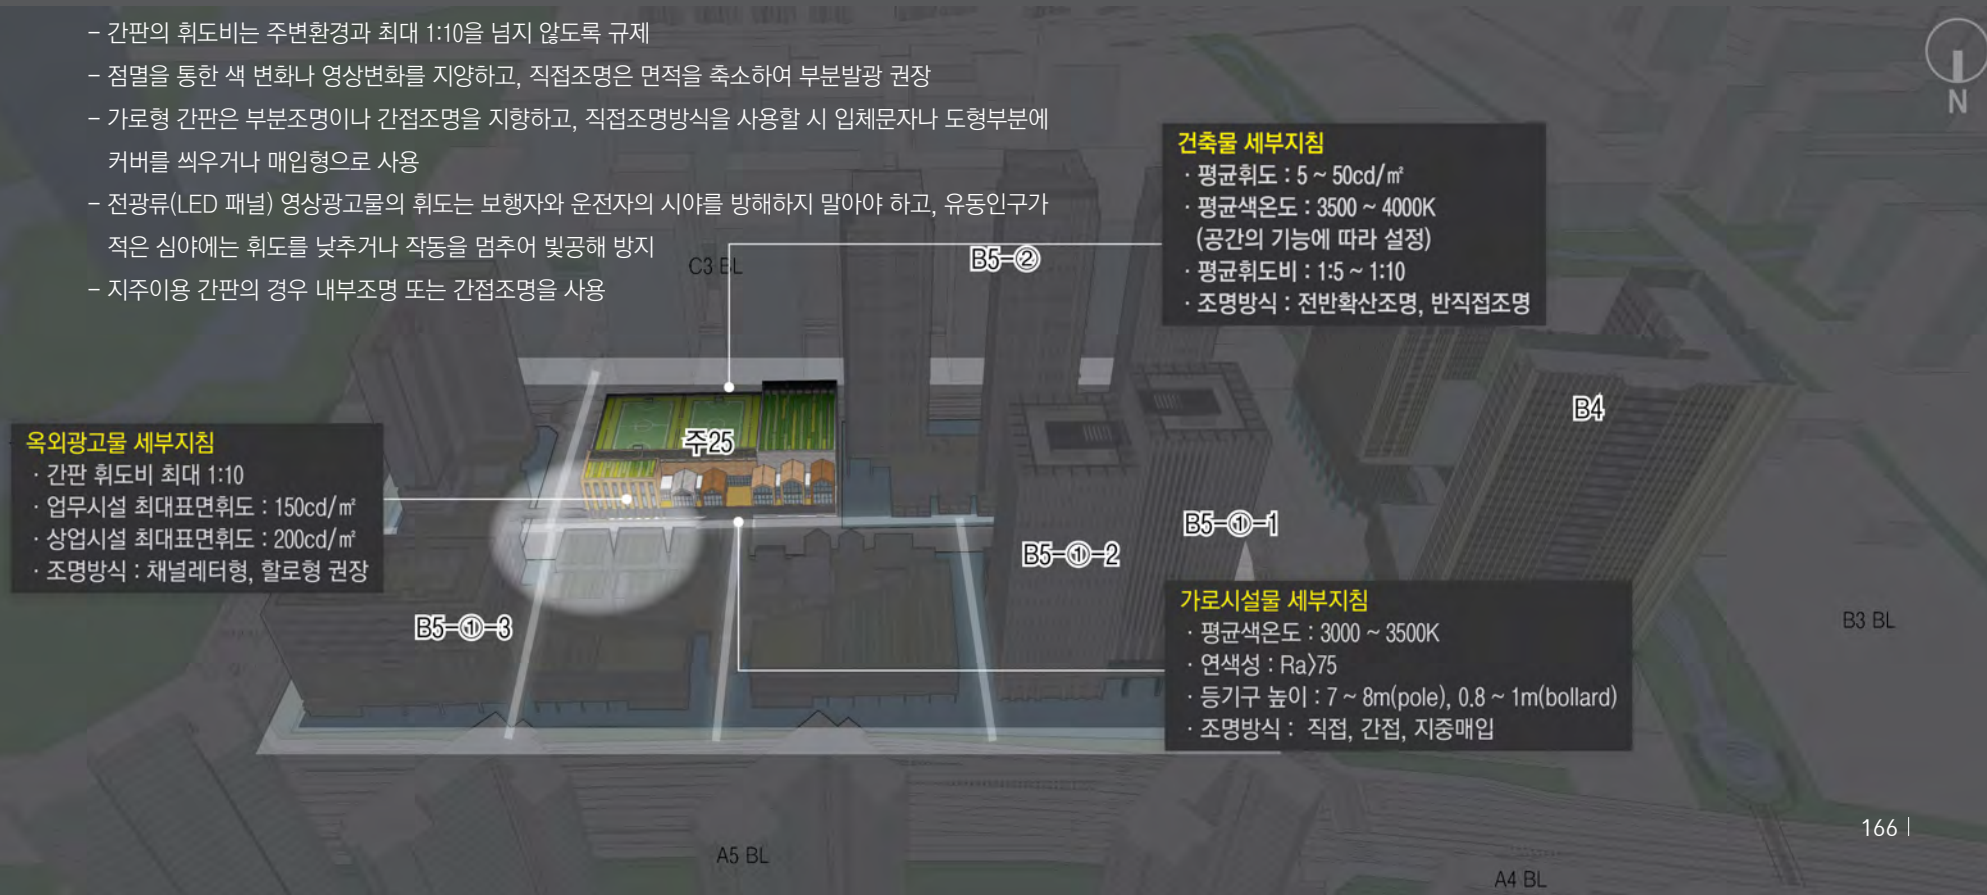 – 간판의 휘도비는 주변환경과 최대 1:10을 넘지 않도록 규제
– 점멸을 통한 색 변화나 영상변화를 지양하고, 직접조명은 면적을 축소하여 부분발광 권장
– 가로형 간판은 부분조명이나 간접조명을 지향하고, 직접조명방식을 사용할 시 입체문자나 도형부분에
커버를 씌우거나 매입형으로 사용
– 전광류(LED 패널) 영상광고물의 휘도는 보행자와 운전자의 시야를 방해하지 말아야 하고, 유동인구가
적은 심야에는 휘도를 낮추거나 작동을 멈추어 빛공해 방지
– 지주이용 간판의 경우 내부조명 또는 간접조명을 사용
N
건축물 세부지침
· 평균휘도 : 5 ~ 50cd/㎡
· 평균색온도 : 3500 ~ 4000K
(공간의 기능에 따라 설정)
· 평균휘도비 : 1:5 ~ 1:10
· 조명방식 : 전반확산조명, 반직접조명
C3 BL
B5-②
B4
주25
옥외광고물 세부지침
· 간판 휘도비 최대 1:10
· 업무시설 최대표면휘도 : 150cd/㎡
· 상업시설 최대표면휘도 : 200cd/㎡
· 조명방식 : 채널레터형, 할로형 권장
B5-①-1
B5-①-2
B5-①-3
가로시설물 세부지침
· 평균색온도 : 3000 ~ 3500K
· 연색성 : Ra>75
· 등기구 높이 : 7 ~ 8m(pole), 0.8 ~ 1m(bollard)
· 조명방식 : 직접, 간접, 지중매입
B3 BL
A5 BL
A4 BL
166